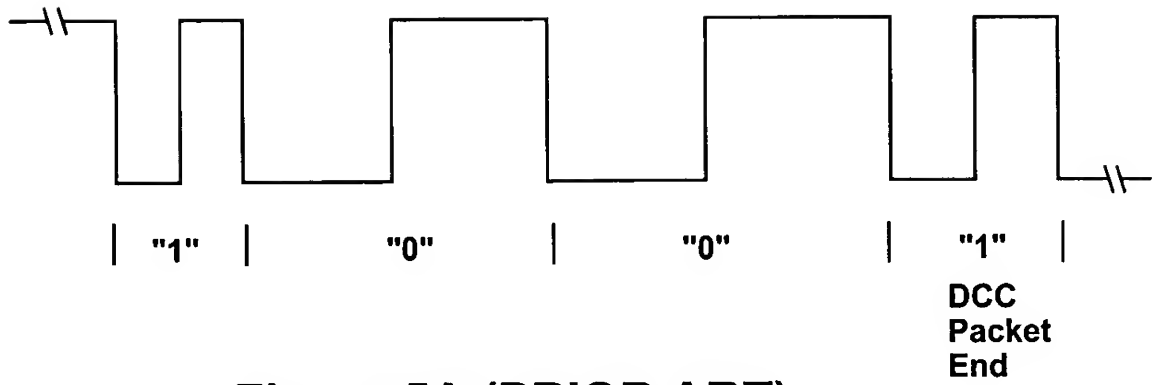 | "1" | "0" | "0" | "1" |
DCC
Packet
End